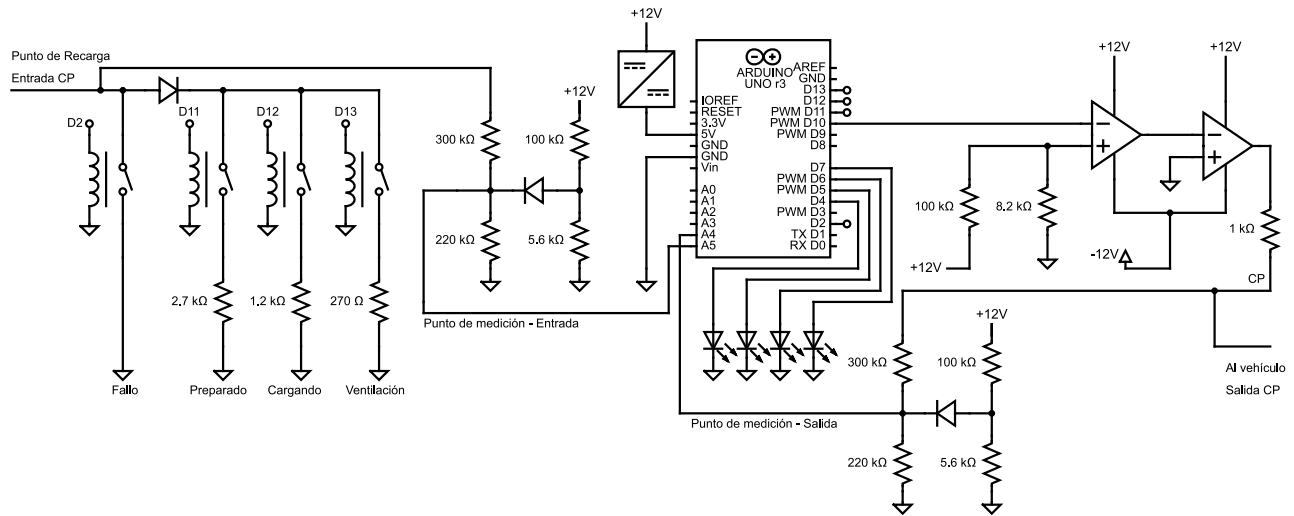 Punto de Recarga
Entrada CP
D2
D11
D12
D13
2.7 kΩ
1.2 kΩ
270 Ω
Fallo
Preparado
Cargando
Ventilación
300 kΩ
220 kΩ
+12V
100 kΩ
5.6 kΩ
Punto de medición - Entrada
+12V
ARDUINO
UNO r3
IOREF
RESET
3.3V
5V
GND
GND
Vin
A0
A1
A2
A3
A4
A5
AREF
GND
D13
D12
PWM D11
PWM D10
PWM D9
D8
D7
PWM D6
PWM D5
D4
PWM D3
D2
TX D1
RX D0
+12V
+12V
100 kΩ
8.2 kΩ
+12V
-12V
1 kΩ
CP
300 kΩ
+12V
100 kΩ
Punto de medición - Salida
220 kΩ
5.6 kΩ
Al vehículo
Salida CP